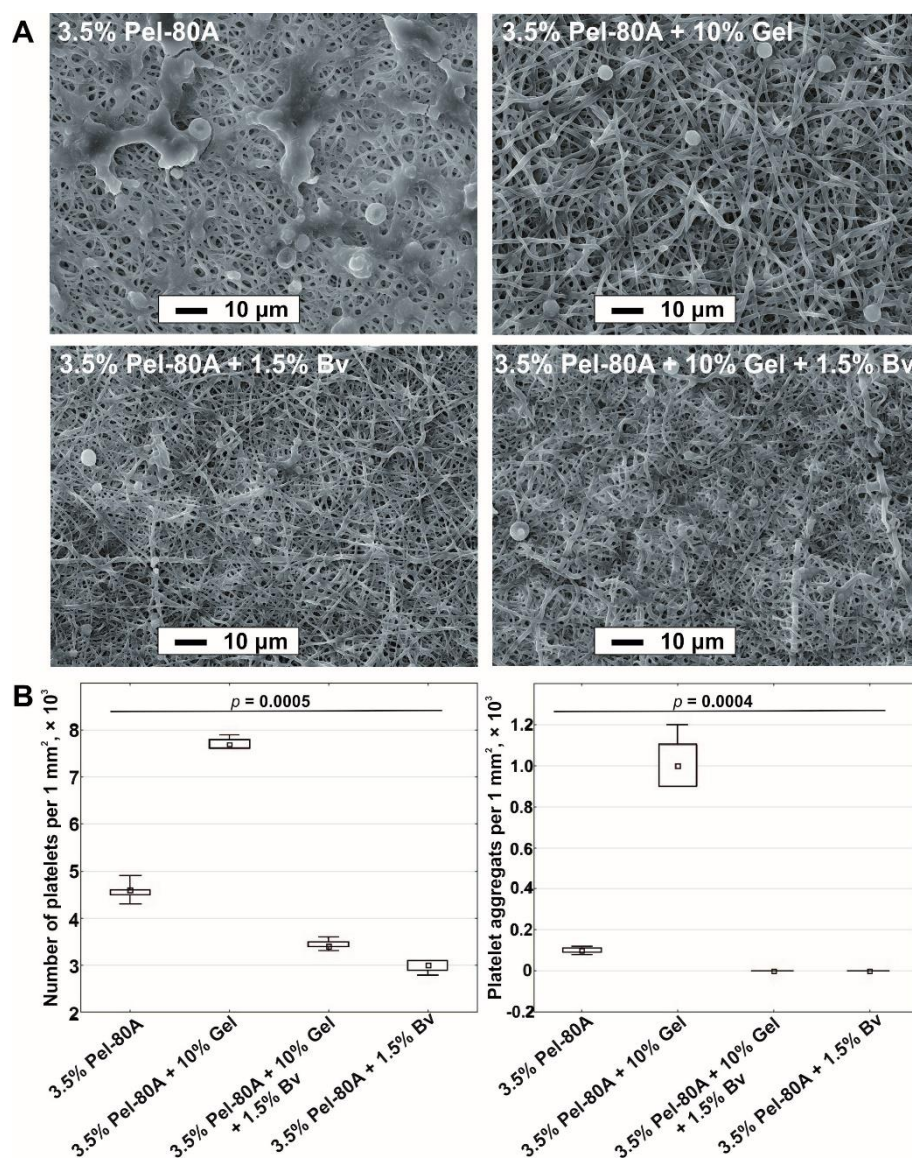 A
3.5% Pel-80A
3.5% Pel-80A + 10% Gel
10 µm
10 µm
3.5% Pel-80A + 1.5% Bv
3.5% Pel-80A + 10% Gel + 1.5% Bv
10 µm
10 µm
B
Number of platelets per 1 mm², × 10³
p = 0.0005
8
7
6
5
4
3
2
3.5% Pel-80A
3.5% Pel-80A + 10% Gel
3.5% Pel-80A + 10% Gel
+ 1.5% Bv
3.5% Pel-80A + 1.5% Bv
Platelet aggregats per 1 mm², × 10³
p = 0.0004
1.2
1.0
0.8
0.6
0.4
0.2
0
-0.2
3.5% Pel-80A
3.5% Pel-80A + 10% Gel
3.5% Pel-80A + 10% Gel
+ 1.5% Bv
3.5% Pel-80A + 1.5% Bv